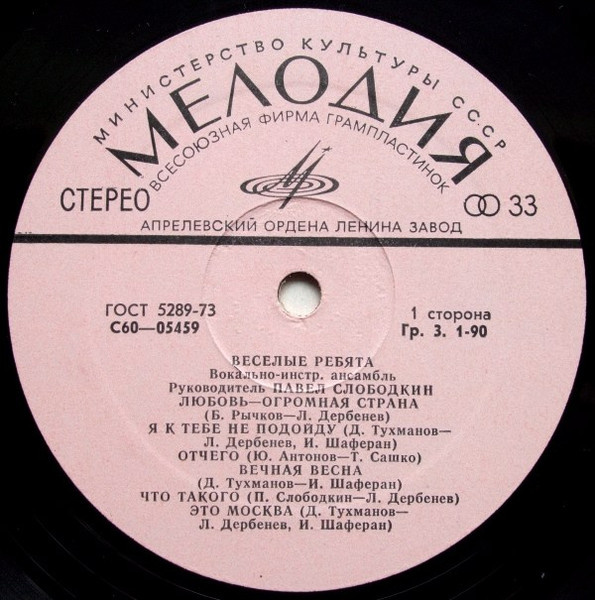 МИНИСТЕРСТВО КУЛЬТУРЫ СССР
МЕЛОДИЯ
ВСЕСОЮЗНАЯ ФИРМА ГРАМПЛАСТИНОК
СТЕРЕО
33
АПРЕЛЕВСКИЙ ОРДЕНА ЛЕНИНА ЗАВОД
ГОСТ 5289-73
С60—05459
1 сторона
Гр. 3. 1-90
ВЕСЕЛЫЕ РЕБЯТА
Вокально-инстр. ансамбль
Руководитель ПАВЕЛ СЛОБОДКИН
ЛЮБОВЬ—ОГРОМНАЯ СТРАНА
(Б. Рычков—Л. Дербенев)
Я К ТЕБЕ НЕ ПОДОЙДУ (Д. Тухманов—
Л. Дербенев, И. Шаферан)
ОТЧЕГО (Ю. Антонов—Т. Сашко)
ВЕЧНАЯ ВЕСНА
(Д. Тухманов—И. Шаферан)
ЧТО ТАКОГО (П. Слободкин—Л. Дербенев)
ЭТО МОСКВА (Д. Тухманов—
Л. Дербенев, И. Шаферан)